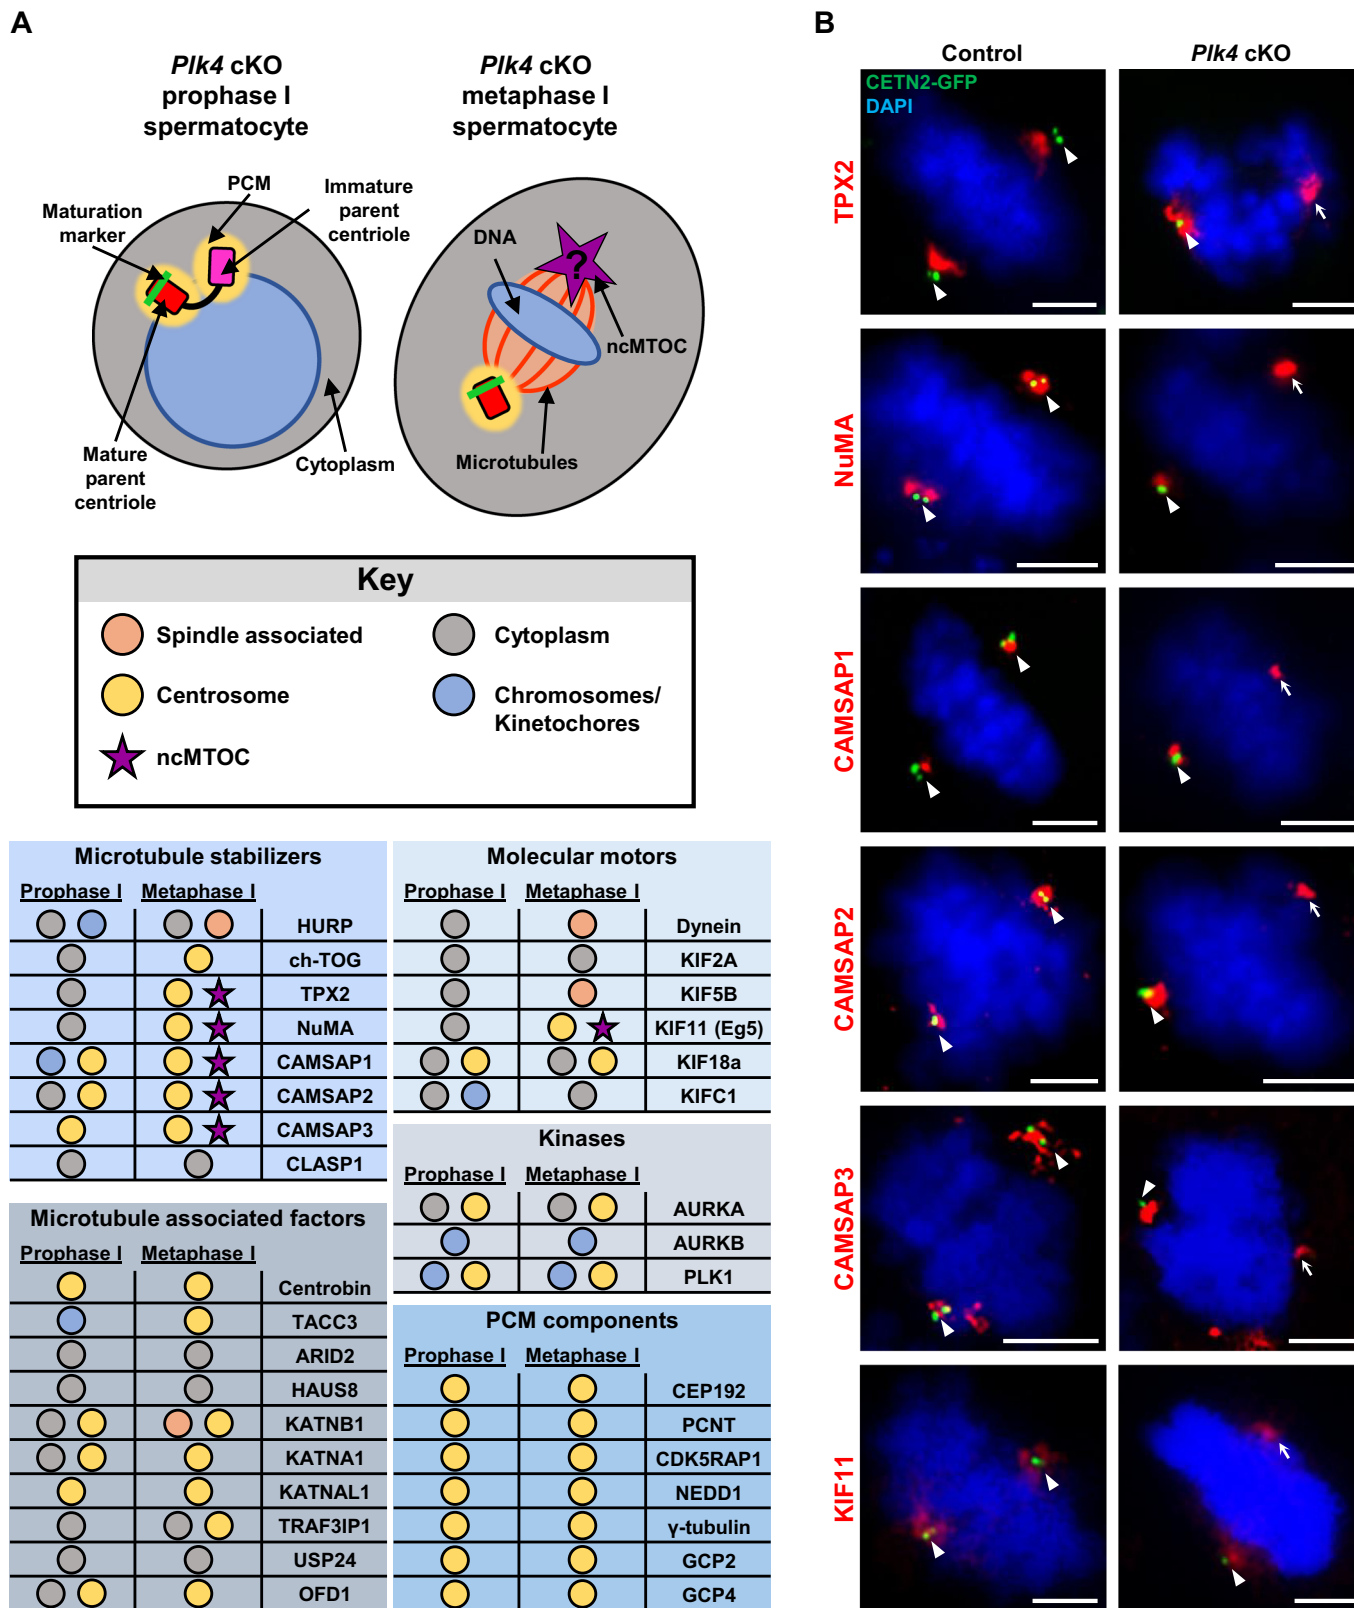 A
Plk4 cKO
prophase I
spermatocyte
Plk4 cKO
metaphase I
spermatocyte
PCM
Immature
parent
centriole
Maturation
marker
Mature
parent
centriole
Cytoplasm
DNA
?
ncMTOC
Microtubules
Key
Spindle associated
Cytoplasm
Centrosome
Chromosomes/
Kinetochores
ncMTOC
Microtubule stabilizers
Prophase I Metaphase I
HURP
ch-TOG
TPX2
NuMA
CAMSAP1
CAMSAP2
CAMSAP3
CLASP1
Microtubule associated factors
Prophase I Metaphase I
Centrobin
TACC3
ARID2
HAUS8
KATNB1
KATNA1
KATNAL1
TRAF3IP1
USP24
OFD1
Molecular motors
Prophase I Metaphase I
Dynein
KIF2A
KIF5B
KIF11 (Eg5)
KIF18a
KIFC1
Kinases
Prophase I Metaphase I
AURKA
AURKB
PLK1
PCM components
Prophase I Metaphase I
CEP192
PCNT
CDK5RAP1
NEDD1
γ-tubulin
GCP2
GCP4
B
Control
Plk4 cKO
CETN2-GFP
DAPI
TPX2
NuMA
CAMSAP1
CAMSAP2
CAMSAP3
KIF11